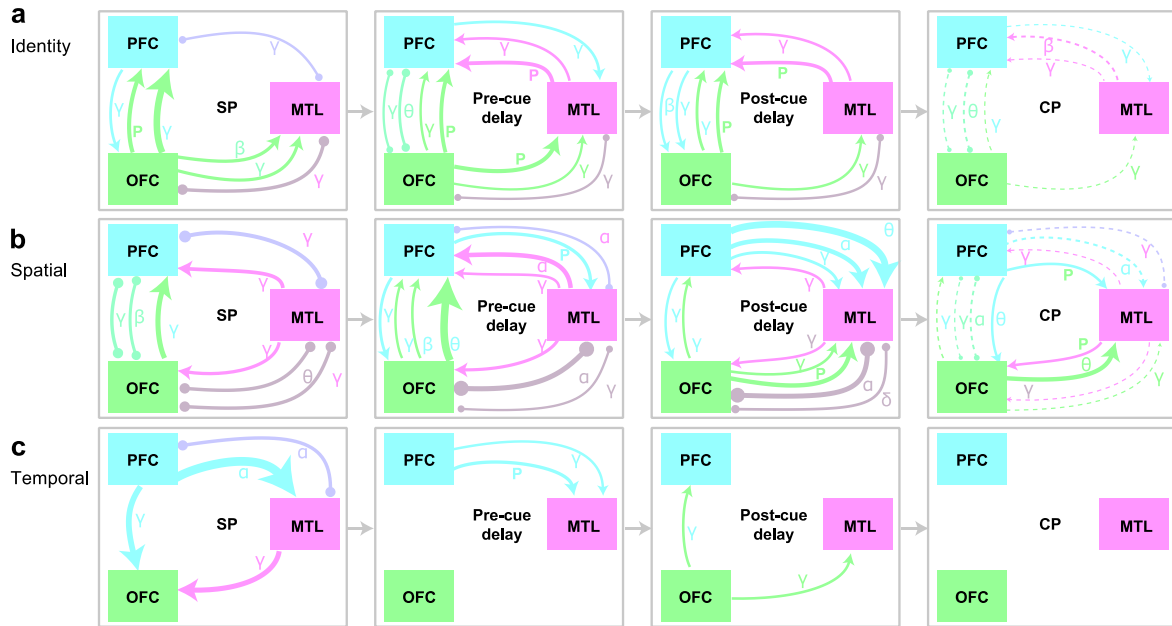 a
Identity
PFC
γ
γ
P
γ
SP
MTL
β
γ
OFC
γ
PFC
γ
γ
P
γ
θ
γ
P
Pre-cue
delay
MTL
P
γ
OFC
γ
PFC
γ
P
β
γ
γ
P
Post-cue
delay
MTL
γ
OFC
γ
PFC
β
γ
γ
γ
θ
γ
CP
MTL
γ
OFC
b
Spatial
PFC
γ
γ
β
γ
SP
MTL
γ
γ
θ
γ
OFC
PFC
α
P
α
γ
γ
γ
β
θ
Pre-cue
delay
MTL
γ
α
γ
OFC
PFC
θ
α
γ
γ
γ
γ
Post-cue
delay
MTL
γ
γ
P
α
δ
OFC
PFC
γ
P
α
γ
γ
γ
α
θ
CP
MTL
P
θ
γ
γ
OFC
c
Temporal
PFC
α
α
γ
SP
MTL
γ
OFC
PFC
γ
P
Pre-cue
delay
MTL
OFC
PFC
γ
Post-cue
delay
MTL
γ
OFC
PFC
CP
MTL
OFC